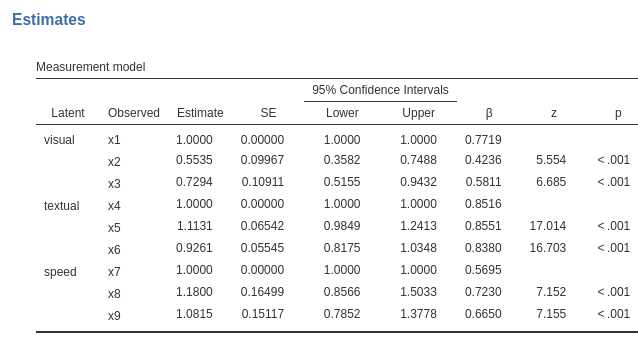 Estimates
Measurement model
95% Confidence Intervals
Latent Observed Estimate SE Lower Upper β z p
visual x1 1.0000 0.00000 1.0000 1.0000 0.7719
x2 0.5535 0.09967 0.3582 0.7488 0.4236 5.554 < .001
x3 0.7294 0.10911 0.5155 0.9432 0.5811 6.685 < .001
textual x4 1.0000 0.00000 1.0000 1.0000 0.8516
x5 1.1131 0.06542 0.9849 1.2413 0.8551 17.014 < .001
x6 0.9261 0.05545 0.8175 1.0348 0.8380 16.703 < .001
speed x7 1.0000 0.00000 1.0000 1.0000 0.5695
x8 1.1800 0.16499 0.8566 1.5033 0.7230 7.152 < .001
x9 1.0815 0.15117 0.7852 1.3778 0.6650 7.155 < .001